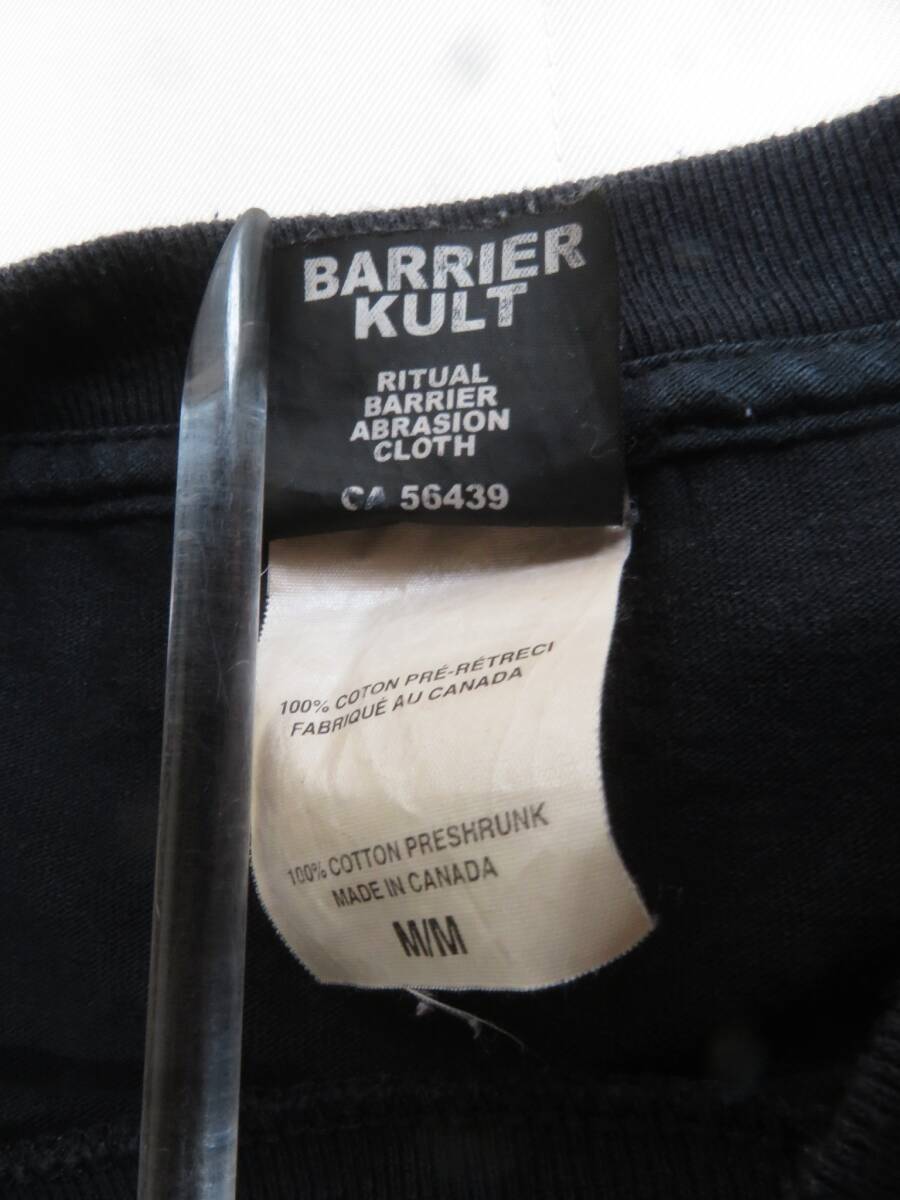 BARRIER
KULT
RITUAL
BARRIER
ABRASION
CLOTH
CA 56439
100% COTON PRÉ-RÉTRECI
FABRIQUÉ AU CANADA
100% COTTON PRESHRUNK
MADE IN CANADA
M/M